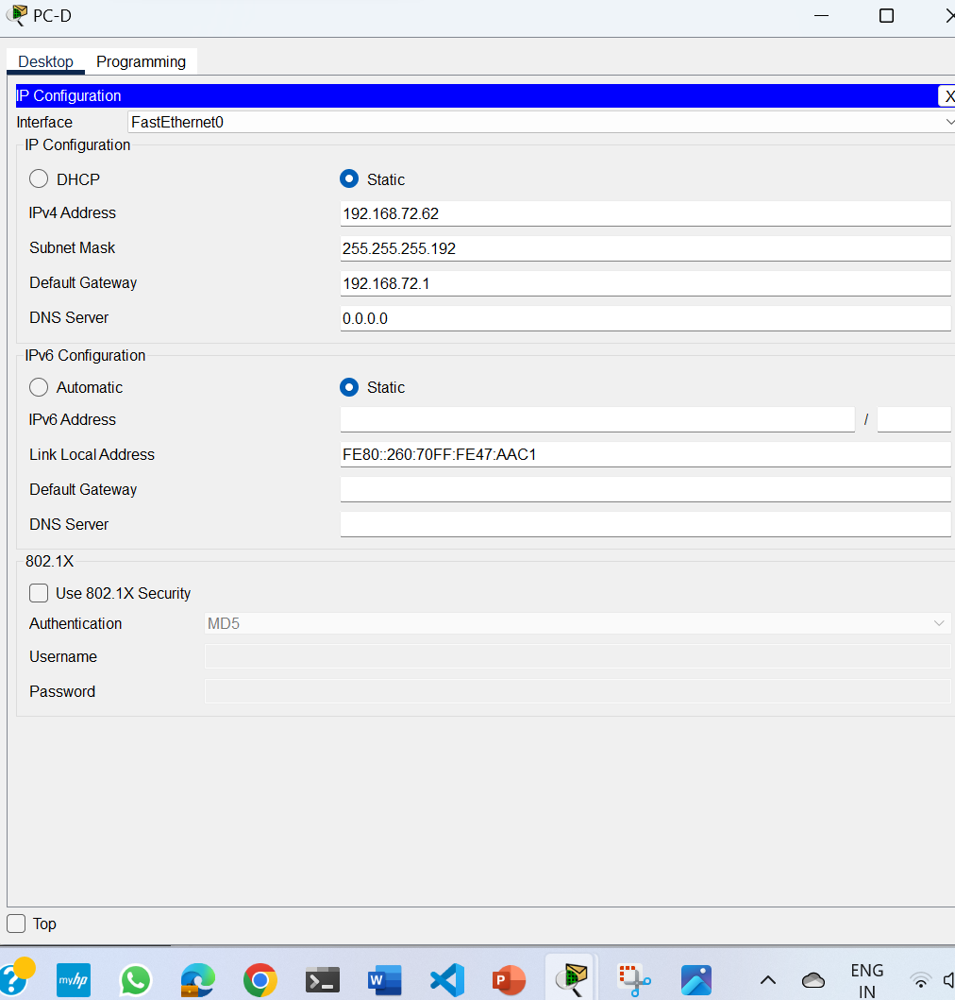 PC-D
Desktop Programming
IP Configuration X
Interface FastEthernet0
IP Configuration
DHCP Static
IPv4 Address 192.168.72.62
Subnet Mask 255.255.255.192
Default Gateway 192.168.72.1
DNS Server 0.0.0.0
IPv6 Configuration
Automatic Static
IPv6 Address /
Link Local Address FE80::260:70FF:FE47:AAC1
Default Gateway
DNS Server
802.1X
Use 802.1X Security
Authentication MD5
Username
Password
Top
? myhp W P ENG
IN